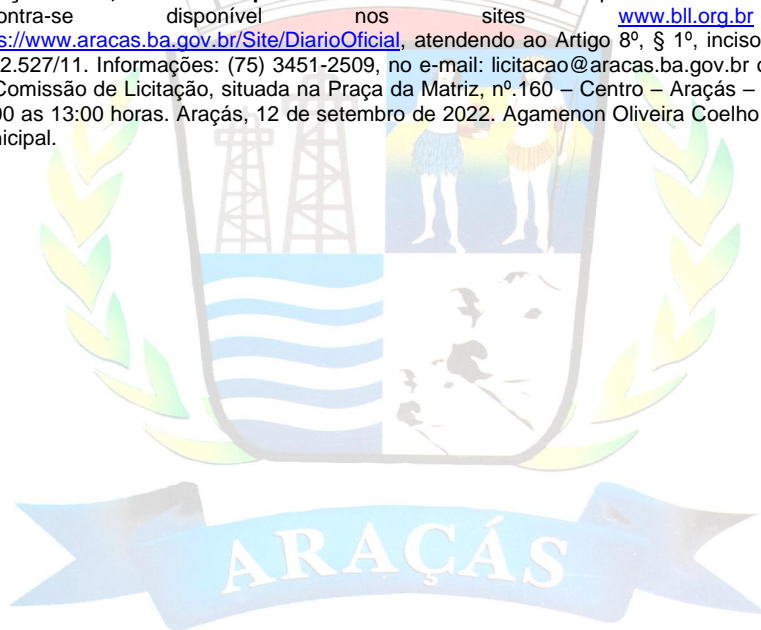 contra-se disponível nos sites www.bll.org.br
s://www.aracas.ba.gov.br/Site/DiarioOficial, atendendo ao Artigo 8º, § 1º, inciso
2.527/11. Informações: (75) 3451-2509, no e-mail: licitacao@aracas.ba.gov.br
Comissão de Licitação, situada na Praça da Matriz, nº.160 – Centro – Araçás –
00 as 13:00 horas. Araçás, 12 de setembro de 2022. Agamenon Oliveira Coelho
nicipal.
ARAÇÁS